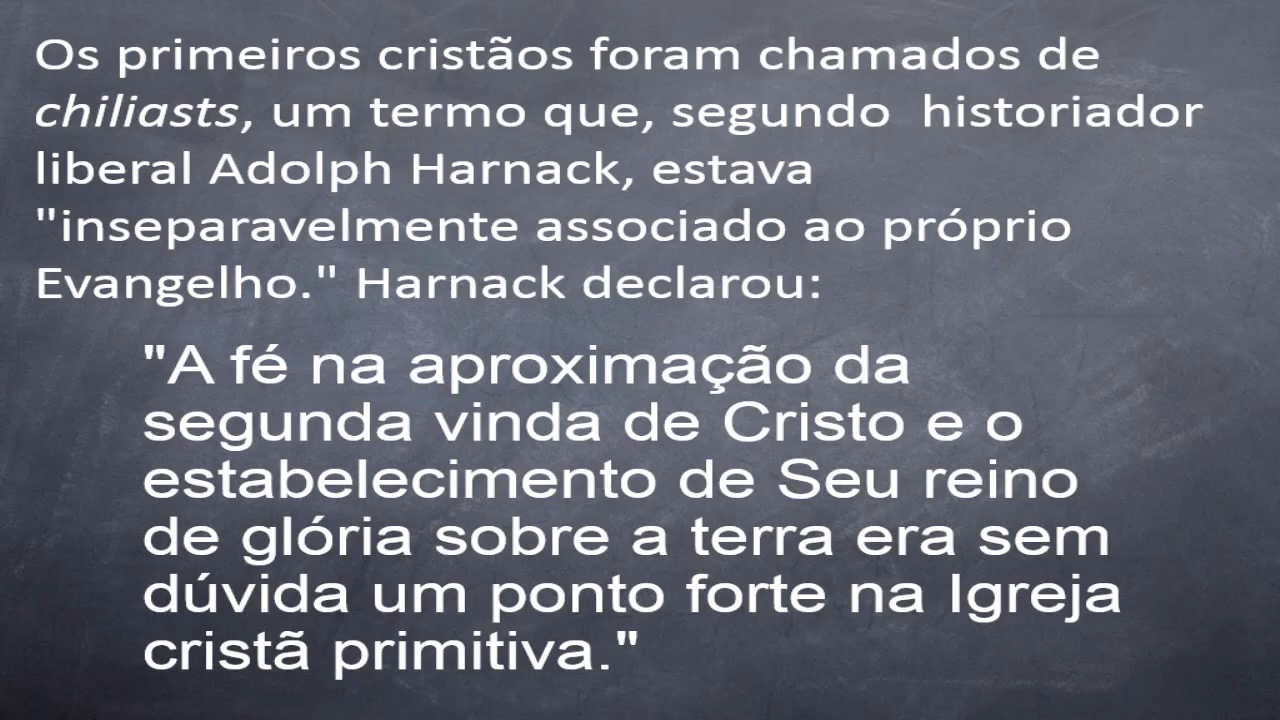 Os primeiros cristãos foram chamados de
chiliasts, um termo que, segundo  historiador
liberal Adolph Harnack, estava
"inseparavelmente associado ao próprio
Evangelho." Harnack declarou:
"A fé na aproximação da
segunda vinda de Cristo e o
estabelecimento de Seu reino
de glória sobre a terra era sem
dúvida um ponto forte na Igreja
cristã primitiva."